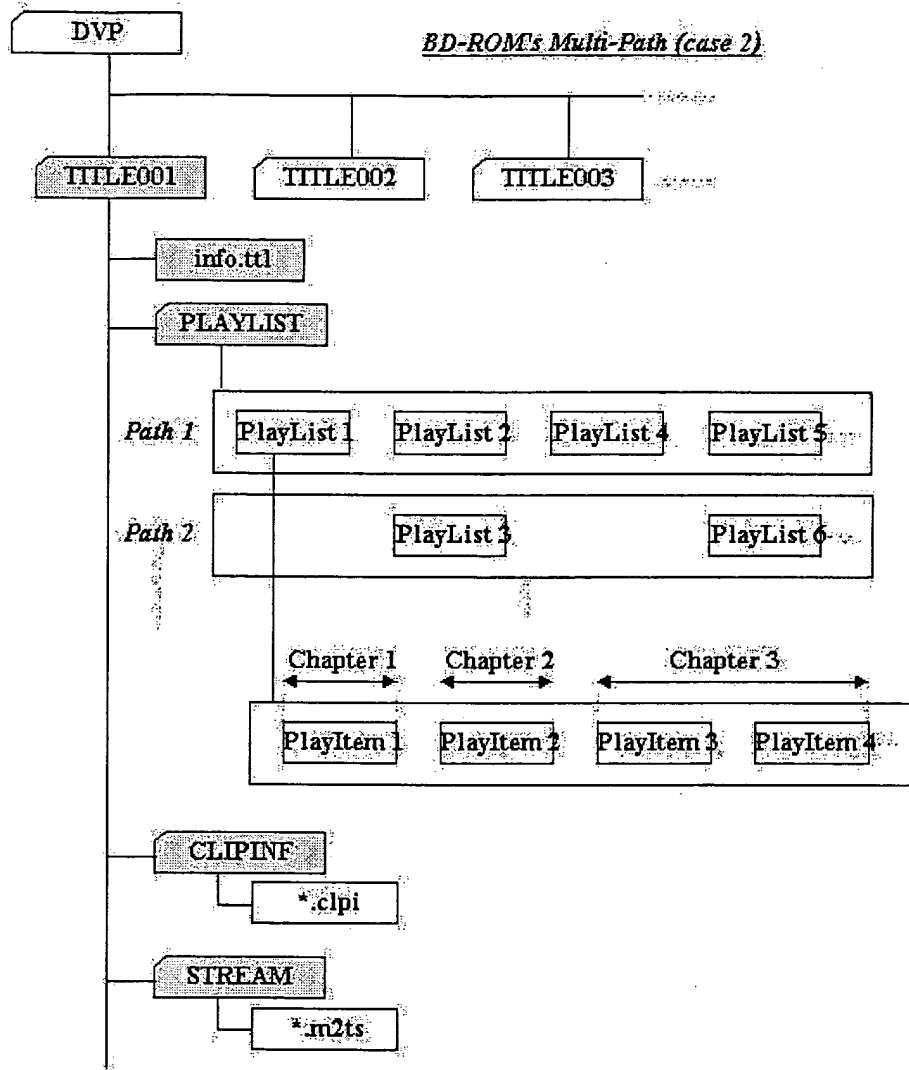 DVP
BD-ROM's Multi-Path (case 2)
TITLE001
TITLE002
TITLE003
info.ttl
PLAYLIST
Path 1
PlayList 1
PlayList 2
PlayList 4
PlayList 5
Path 2
PlayList 3
PlayList 6
Chapter 1
Chapter 2
Chapter 3
PlayItem 1
PlayItem 2
PlayItem 3
PlayItem 4
CLIPINF
*.clpi
STREAM
*.m2ts